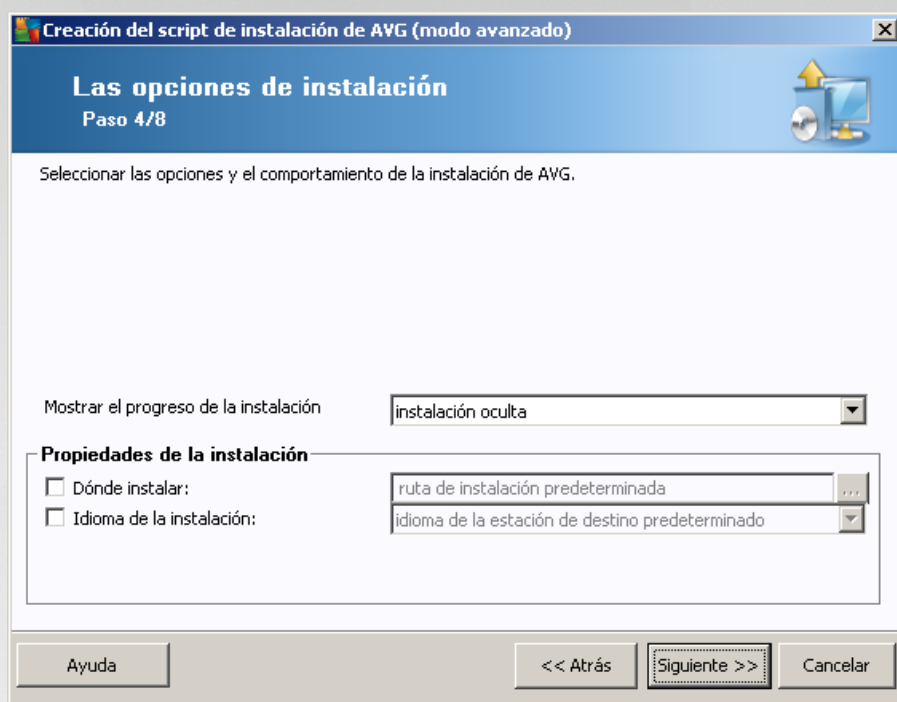 Creación del script de instalación de AVG (modo avanzado)
Las opciones de instalación
Paso 4/8
Seleccionar las opciones y el comportamiento de la instalación de AVG.
Mostrar el progreso de la instalación
instalación oculta
Propiedades de la instalación
Dónde instalar:
ruta de instalación predeterminada
...
Idioma de la instalación:
idioma de la estación de destino predeterminado
Ayuda
<< Atrás
Siguiente >>
Cancelar